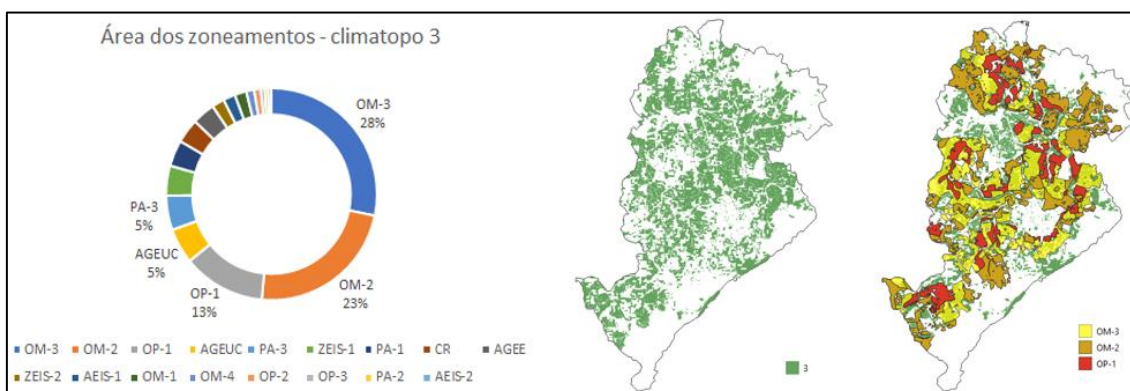 Área dos zoneamentos - climatopo 3
OM-3
28%
OM-2
23%
OP-1
13%
AGEUC
5%
PA-3
5%
OM-3 OM-2 OP-1 AGEUC PA-3 ZEIS-1 PA-1 CR AGEE
ZEIS-2 AEIS-1 OM-1 OM-4 OP-2 OP-3 PA-2 AEIS-2
3
OM-3
OM-2
OP-1